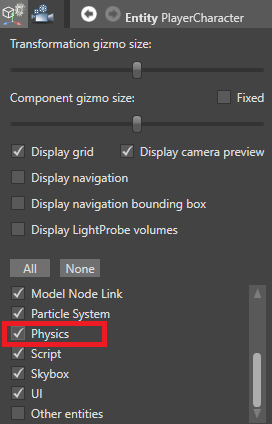 Entity PlayerCharacter
Transformation gizmo size:
Component gizmo size: Fixed
Display grid Display camera preview
Display navigation
Display navigation bounding box
Display LightProbe volumes
All None
Model Node Link
Particle System
Physics
Script
Skybox
UI
Other entities